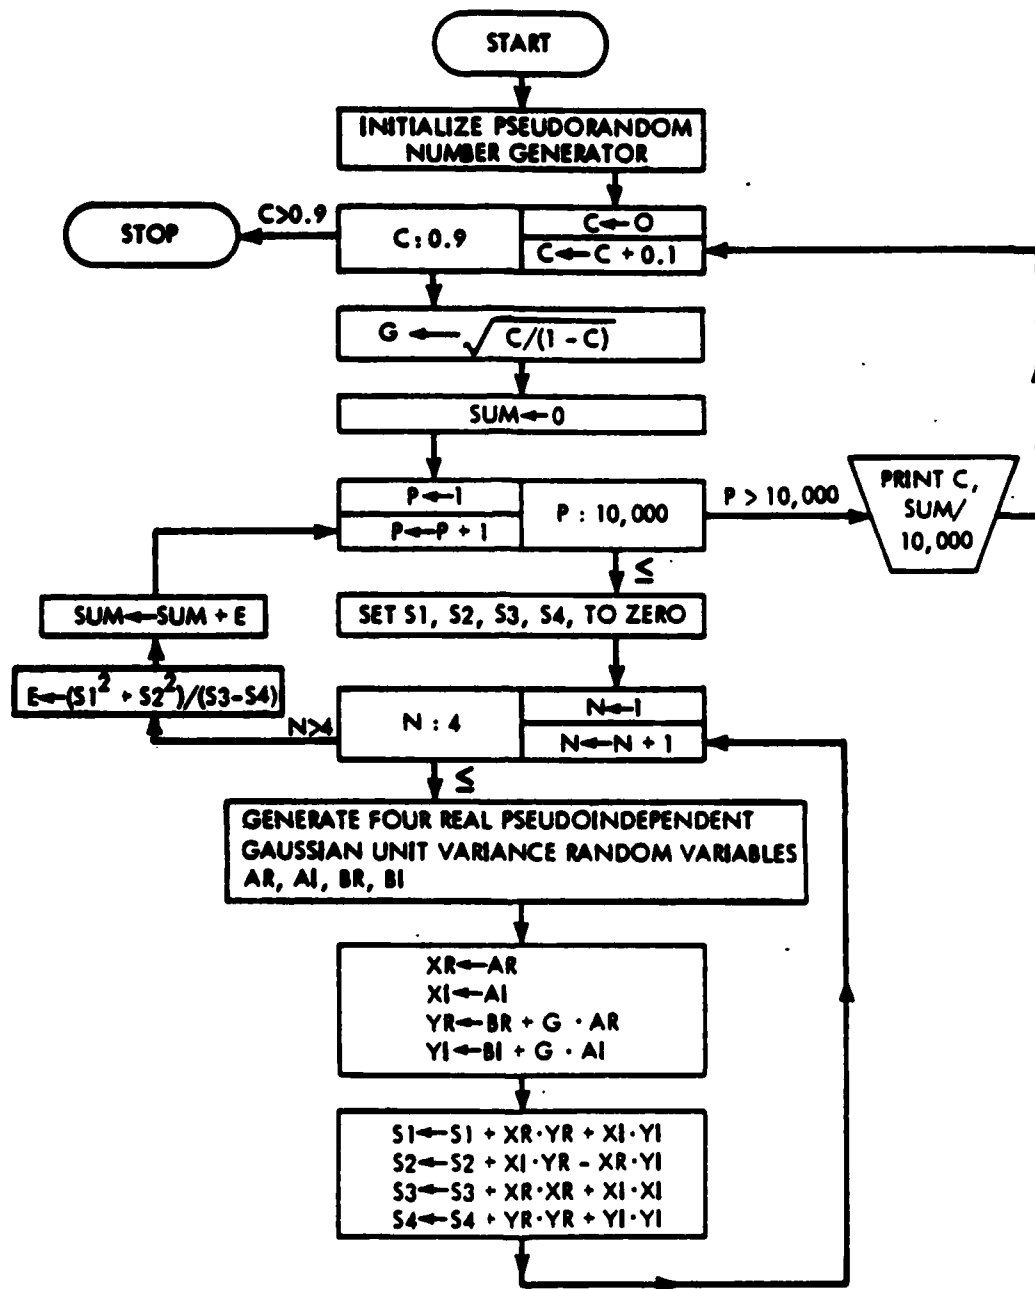 START
INITIALIZE PSEUDORANDOM
NUMBER GENERATOR
STOP
C>0.9
C:0.9
C←O
C←C + 0.1
G ← √C/(1 - C)
SUM←0
P←1
P←P + 1
P : 10,000
P > 10,000
PRINT C,
SUM/
10,000
≤
SUM←SUM + E
SET S1, S2, S3, S4, TO ZERO
E←(S1² + S2²)/(S3-S4)
N>4
N : 4
N←1
N←N + 1
≤
GENERATE FOUR REAL PSEUDOINDEPENDENT
GAUSSIAN UNIT VARIANCE RANDOM VARIABLES
AR, AI, BR, BI
XR←AR
XI←AI
YR←BR + G · AR
YI←BI + G · AI
S1←S1 + XR·YR + XI·YI
S2←S2 + XI·YR - XR·YI
S3←S3 + XR·XR + XI·XI
S4←S4 + YR·YR + YI·YI